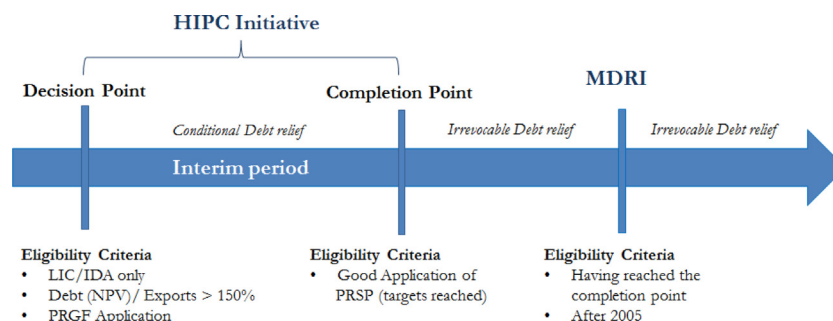 HIPC Initiative
Decision Point
Completion Point
MDRI
Conditional Debt relief
Irrevocable Debt relief
Irrevocable Debt relief
Interim period
Eligibility Criteria
• LIC/IDA only
• Debt (NPV)/ Exports > 150%
• PRGF Application
Eligibility Criteria
• Good Application of
PRSP (targets reached)
Eligibility Criteria
• Having reached the
completion point
• After 2005